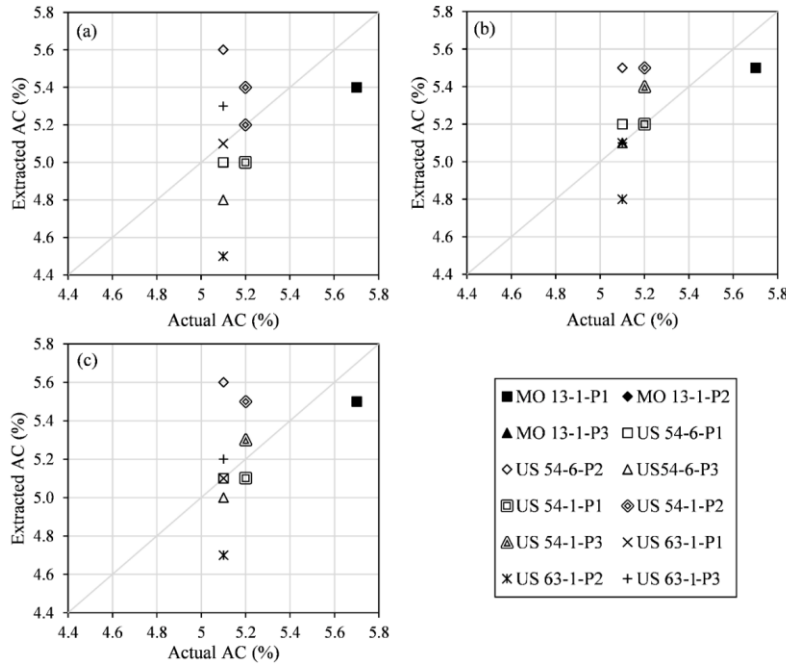 (a)
Extracted AC (%)
5.8
5.6
5.4
5.2
5.0
4.8
4.6
4.4
4.4 4.6 4.8 5 5.2 5.4 5.6 5.8
Actual AC (%)
(b)
Extracted AC (%)
5.8
5.6
5.4
5.2
5.0
4.8
4.6
4.4
4.4 4.6 4.8 5 5.2 5.4 5.6 5.8
Actual AC (%)
(c)
Extracted AC (%)
5.8
5.6
5.4
5.2
5.0
4.8
4.6
4.4
4.4 4.6 4.8 5 5.2 5.4 5.6 5.8
Actual AC (%)
MO 13-1-P1 MO 13-1-P2
MO 13-1-P3 US 54-6-P1
US 54-6-P2 US54-6-P3
US 54-1-P1 US 54-1-P2
US 54-1-P3 US 63-1-P1
US 63-1-P2 US 63-1-P3